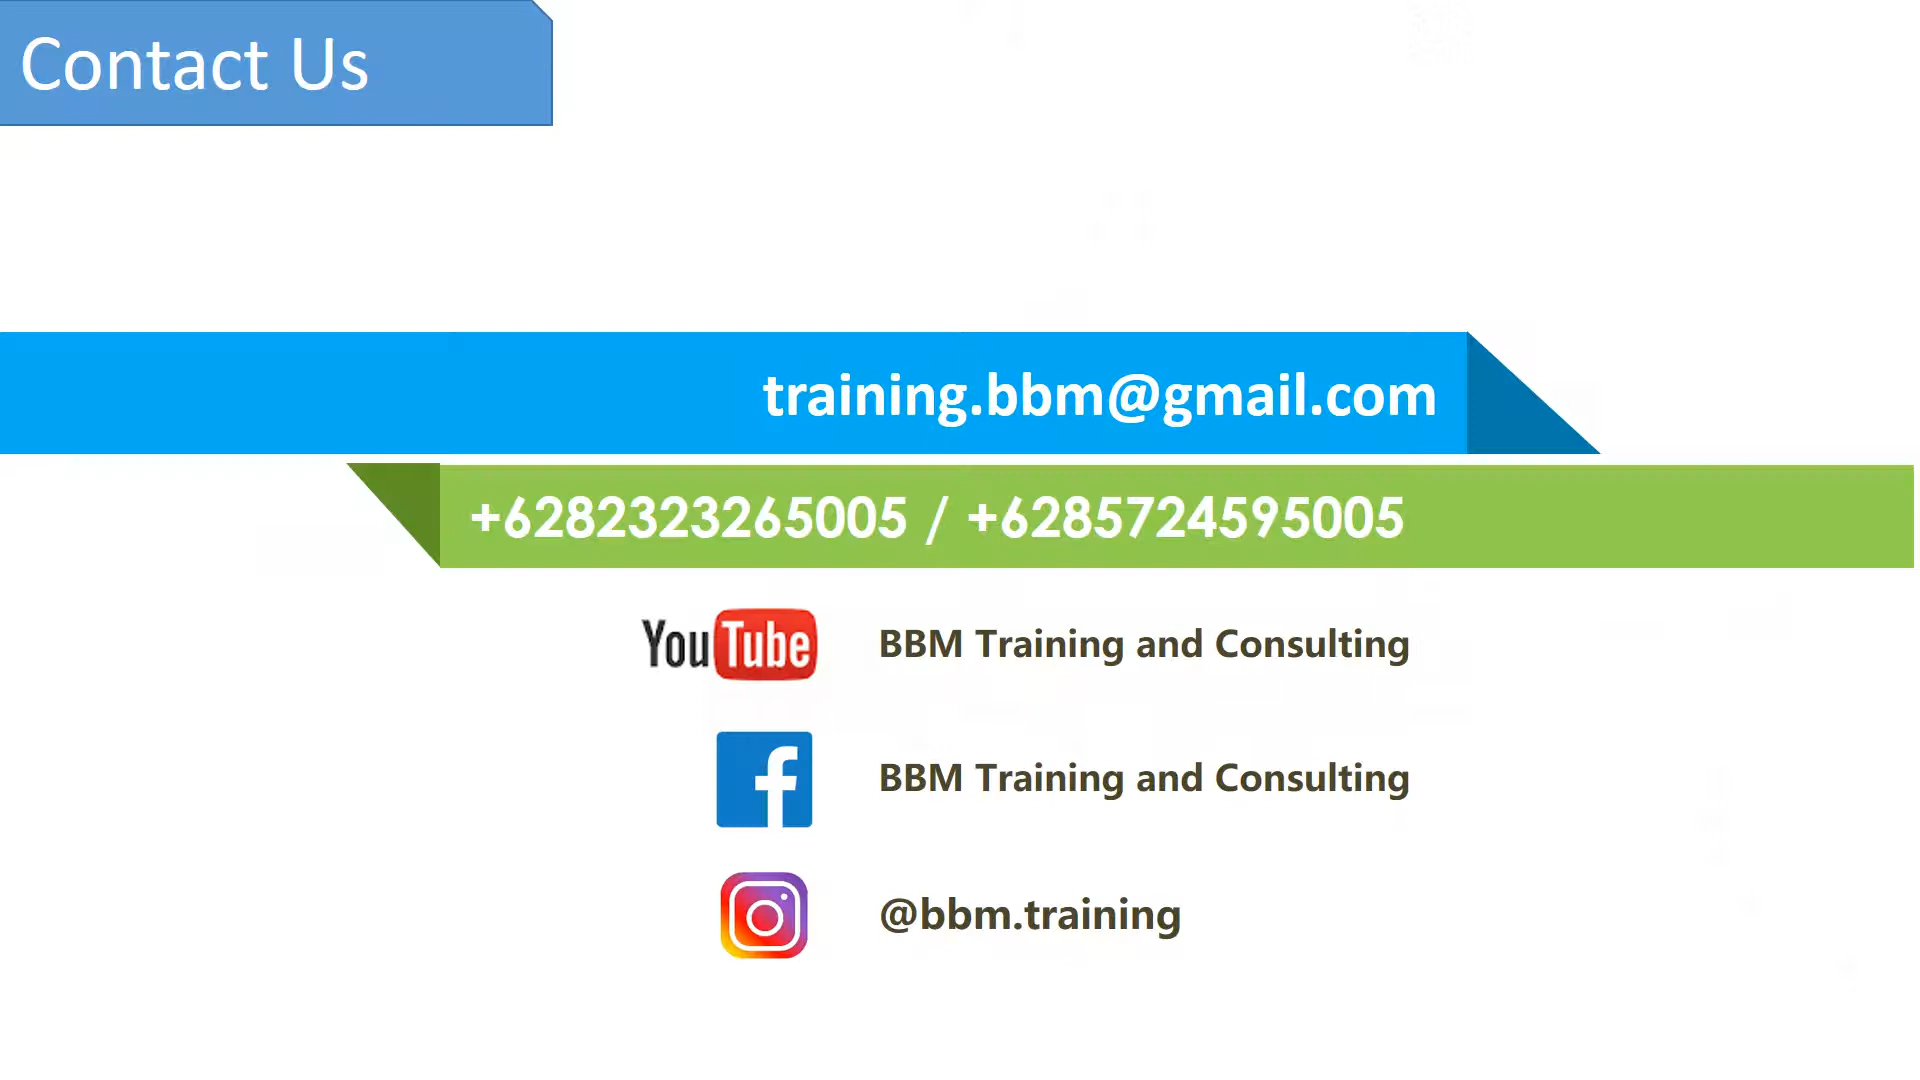 Contact Us
training.bbm@gmail.com
+6282323265005 / +6285724595005
YouTube BBM Training and Consulting
f BBM Training and Consulting
@bbm.training